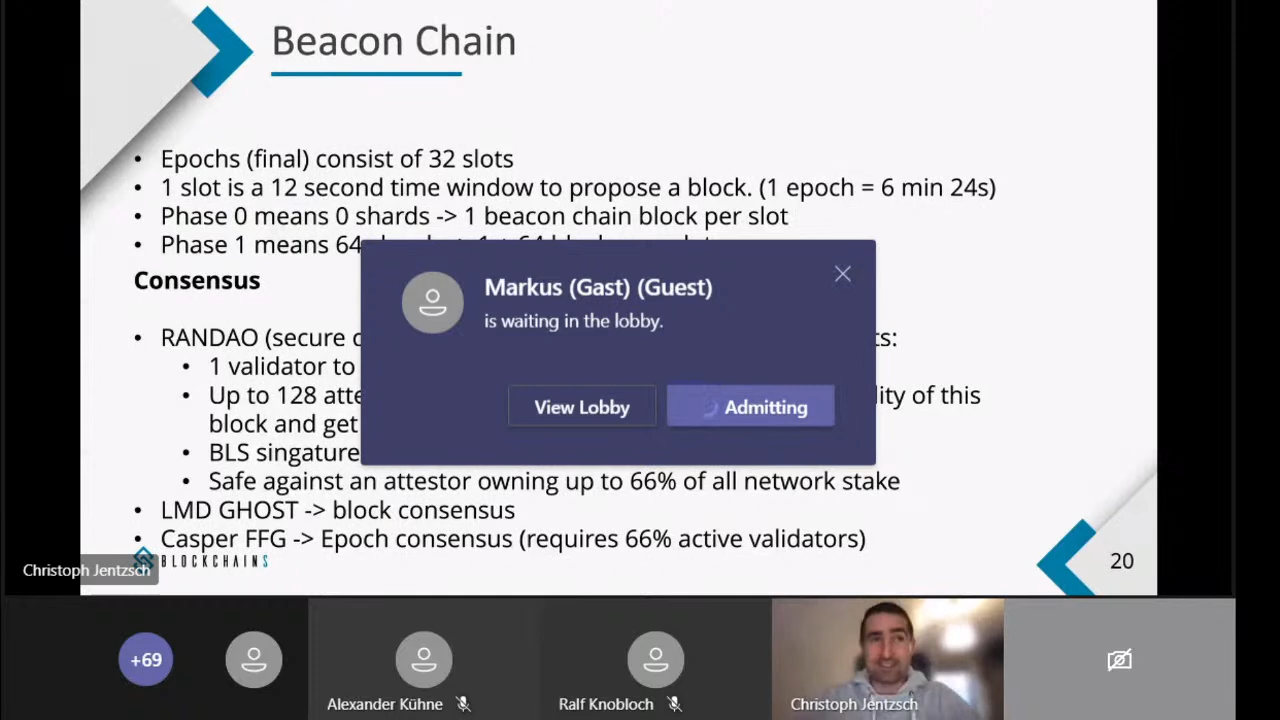 Beacon Chain
• Epochs (final) consist of 32 slots
• 1 slot is a 12 second time window to propose a block. (1 epoch = 6 min 24s)
• Phase 0 means 0 shards -> 1 beacon chain block per slot
• Phase 1 means 64
Consensus
• RANDAO (secure
• 1 validator to
• Up to 128 ility of this
block and get
• BLS singature
• Safe against an attestor owning up to 66% of all network stake
• LMD GHOST -> block consensus
• Casper FFG -> Epoch consensus (requires 66% active validators)
Markus (Gast) (Guest)
is waiting in the lobby.
View Lobby
Admitting
BLOCKCHAINS
20
Christoph Jentzsch
+69
Alexander Kühne
Ralf Knobloch
Christoph Jentzsch